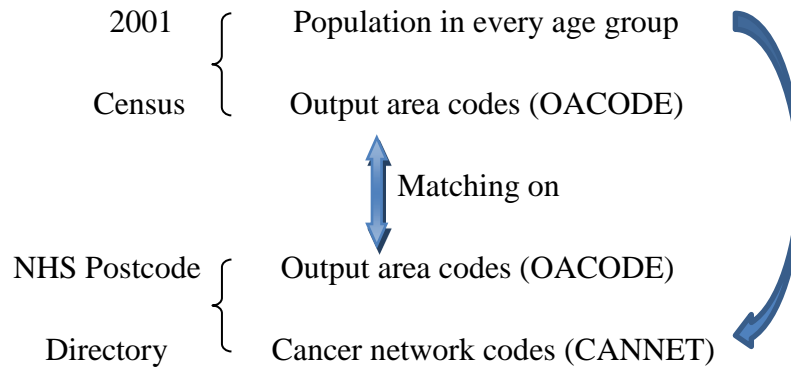 2001 Population in every age group
Census Output area codes (OACODE)
Matching on
NHS Postcode Output area codes (OACODE)
Directory Cancer network codes (CANNET)